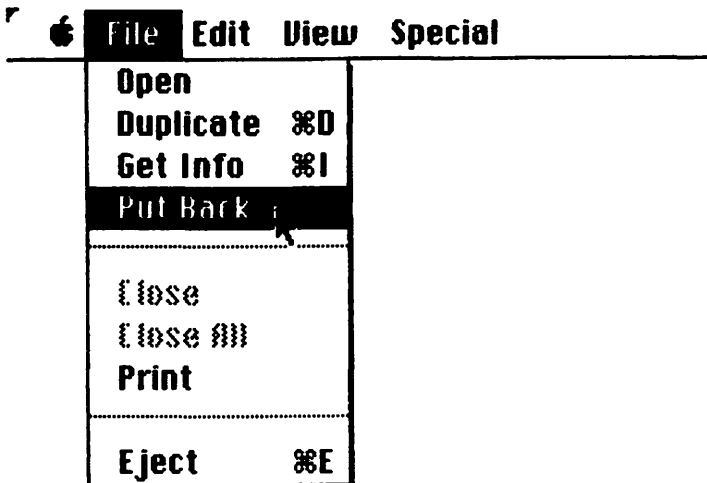 File Edit View Special
Open
Duplicate ⌘D
Get Info ⌘I
Put Back
Close
Close All
Print
Eject ⌘E